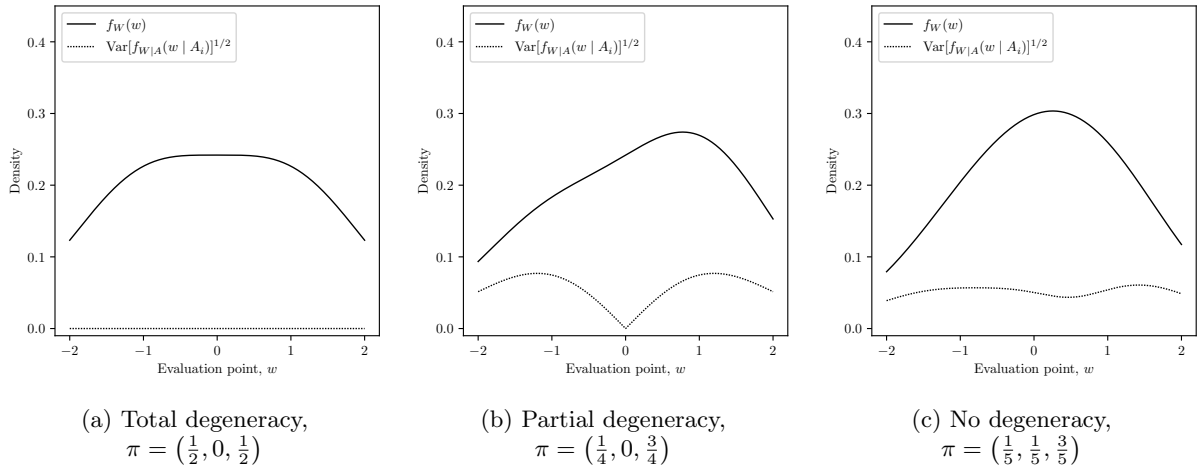 f_W(w)
Var[f_{W|A}(w | A_i)]^{1/2}
0.4
0.3
0.2
0.1
0.0
Density
−2 −1 0 1 2
Evaluation point, w
(a) Total degeneracy,
π = (1/2, 0, 1/2)
f_W(w)
Var[f_{W|A}(w | A_i)]^{1/2}
0.4
0.3
0.2
0.1
0.0
Density
−2 −1 0 1 2
Evaluation point, w
(b) Partial degeneracy,
π = (1/4, 0, 3/4)
f_W(w)
Var[f_{W|A}(w | A_i)]^{1/2}
0.4
0.3
0.2
0.1
0.0
Density
−2 −1 0 1 2
Evaluation point, w
(c) No degeneracy,
π = (1/5, 1/5, 3/5)